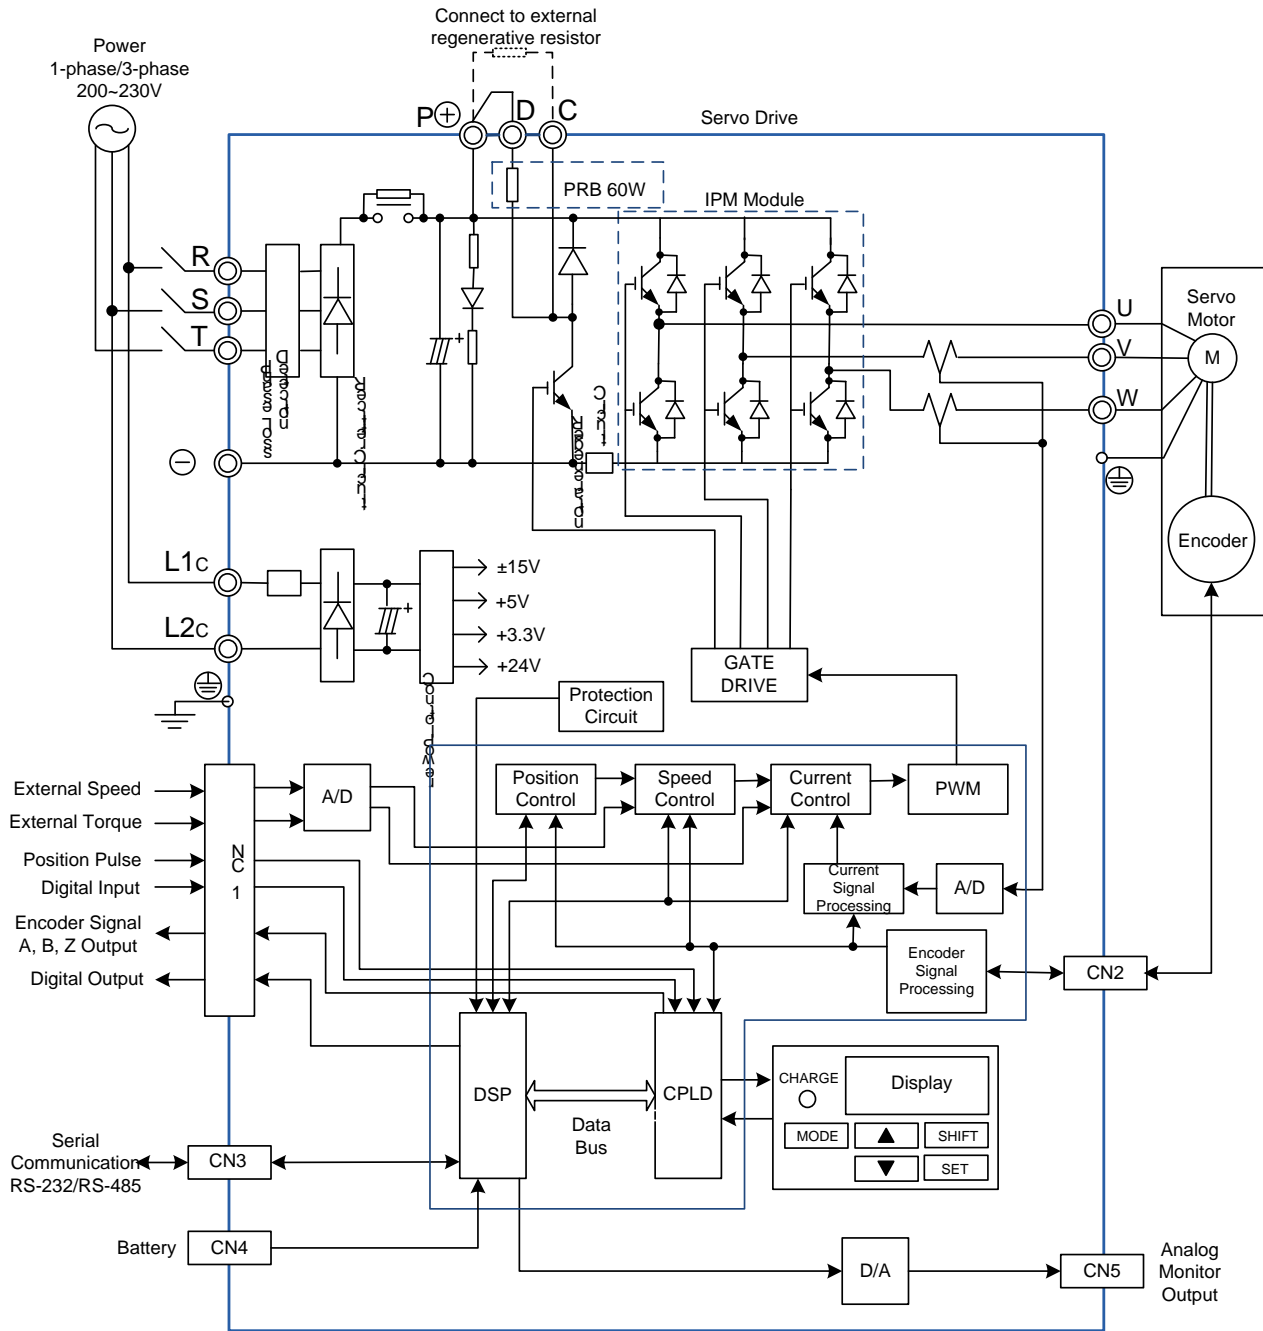 Connect to external
regenerative resistor
Power
1-phase/3-phase
200~230V
P
D
C
Servo Drive
PRB 60W
IPM Module
R
S
T
U
V
W
Servo
Motor
M
Encoder
L1C
L2C
±15V
+5V
+3.3V
+24V
GATE
DRIVE
Protection
Circuit
External Speed
External Torque
Position Pulse
Digital Input
Encoder Signal
A, B, Z Output
Digital Output
NC
1
A/D
Position
Control
Speed
Control
Current
Control
PWM
Current
Signal
Processing
A/D
Encoder
Signal
Processing
CN2
DSP
Data
Bus
CPLD
CHARGE
Display
MODE
▲
SHIFT
▼
SET
Serial
Communication
RS-232/RS-485
CN3
Battery
CN4
D/A
CN5
Analog
Monitor
Output